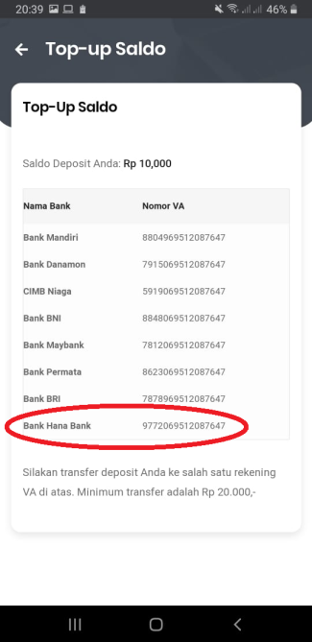 20:39 46%
Top-up Saldo
Top-Up Saldo
Saldo Deposit Anda: Rp 10,000
Nama Bank Nomor VA
Bank Mandiri 8804969512087647
Bank Danamon 7915069512087647
CIMB Niaga 5919069512087647
Bank BNI 8848069512087647
Bank Maybank 7812069512087647
Bank Permata 8623069512087647
Bank BRI 7878969512087647
Bank Hana Bank 9772069512087647
Silakan transfer deposit Anda ke salah satu rekening
VA di atas. Minimum transfer adalah Rp 20.000,-